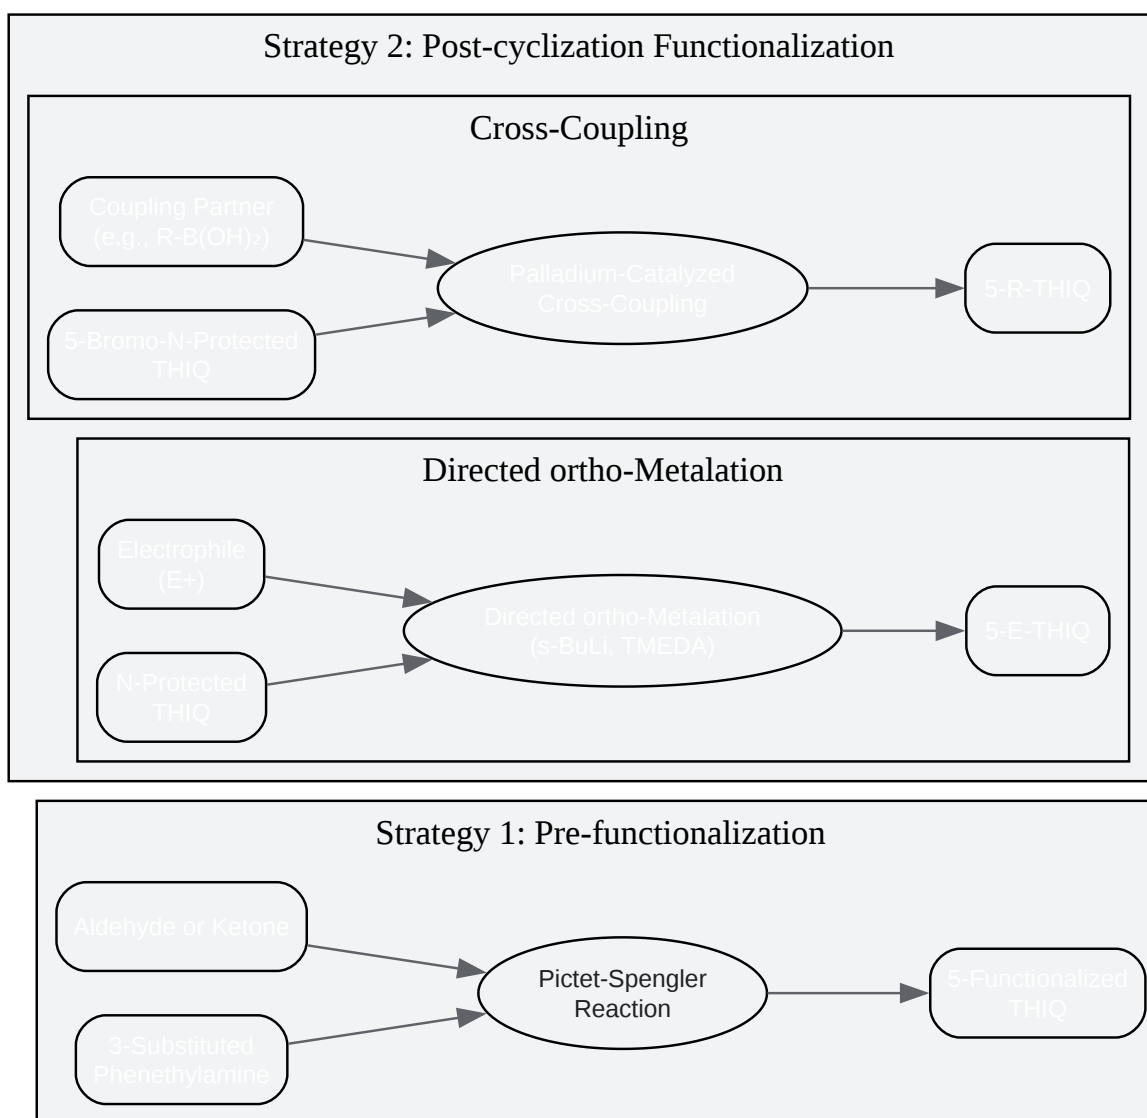 Strategy 2: Post-cyclization Functionalization
Cross-Coupling
Coupling Partner
(e.g., R-B(OH)₂)
5-Bromo-N-Protected
THIQ
Palladium-Catalyzed
Cross-Coupling
5-R-THIQ
Directed ortho-Metalation
Electrophile
(E+)
N-Protected
THIQ
Directed ortho-Metalation
(s-BuLi, TMEDA)
5-E-THIQ
Strategy 1: Pre-functionalization
Aldehyde or Ketone
3-Substituted
Phenethylamine
Pictet-Spengler
Reaction
5-Functionalized
THIQ